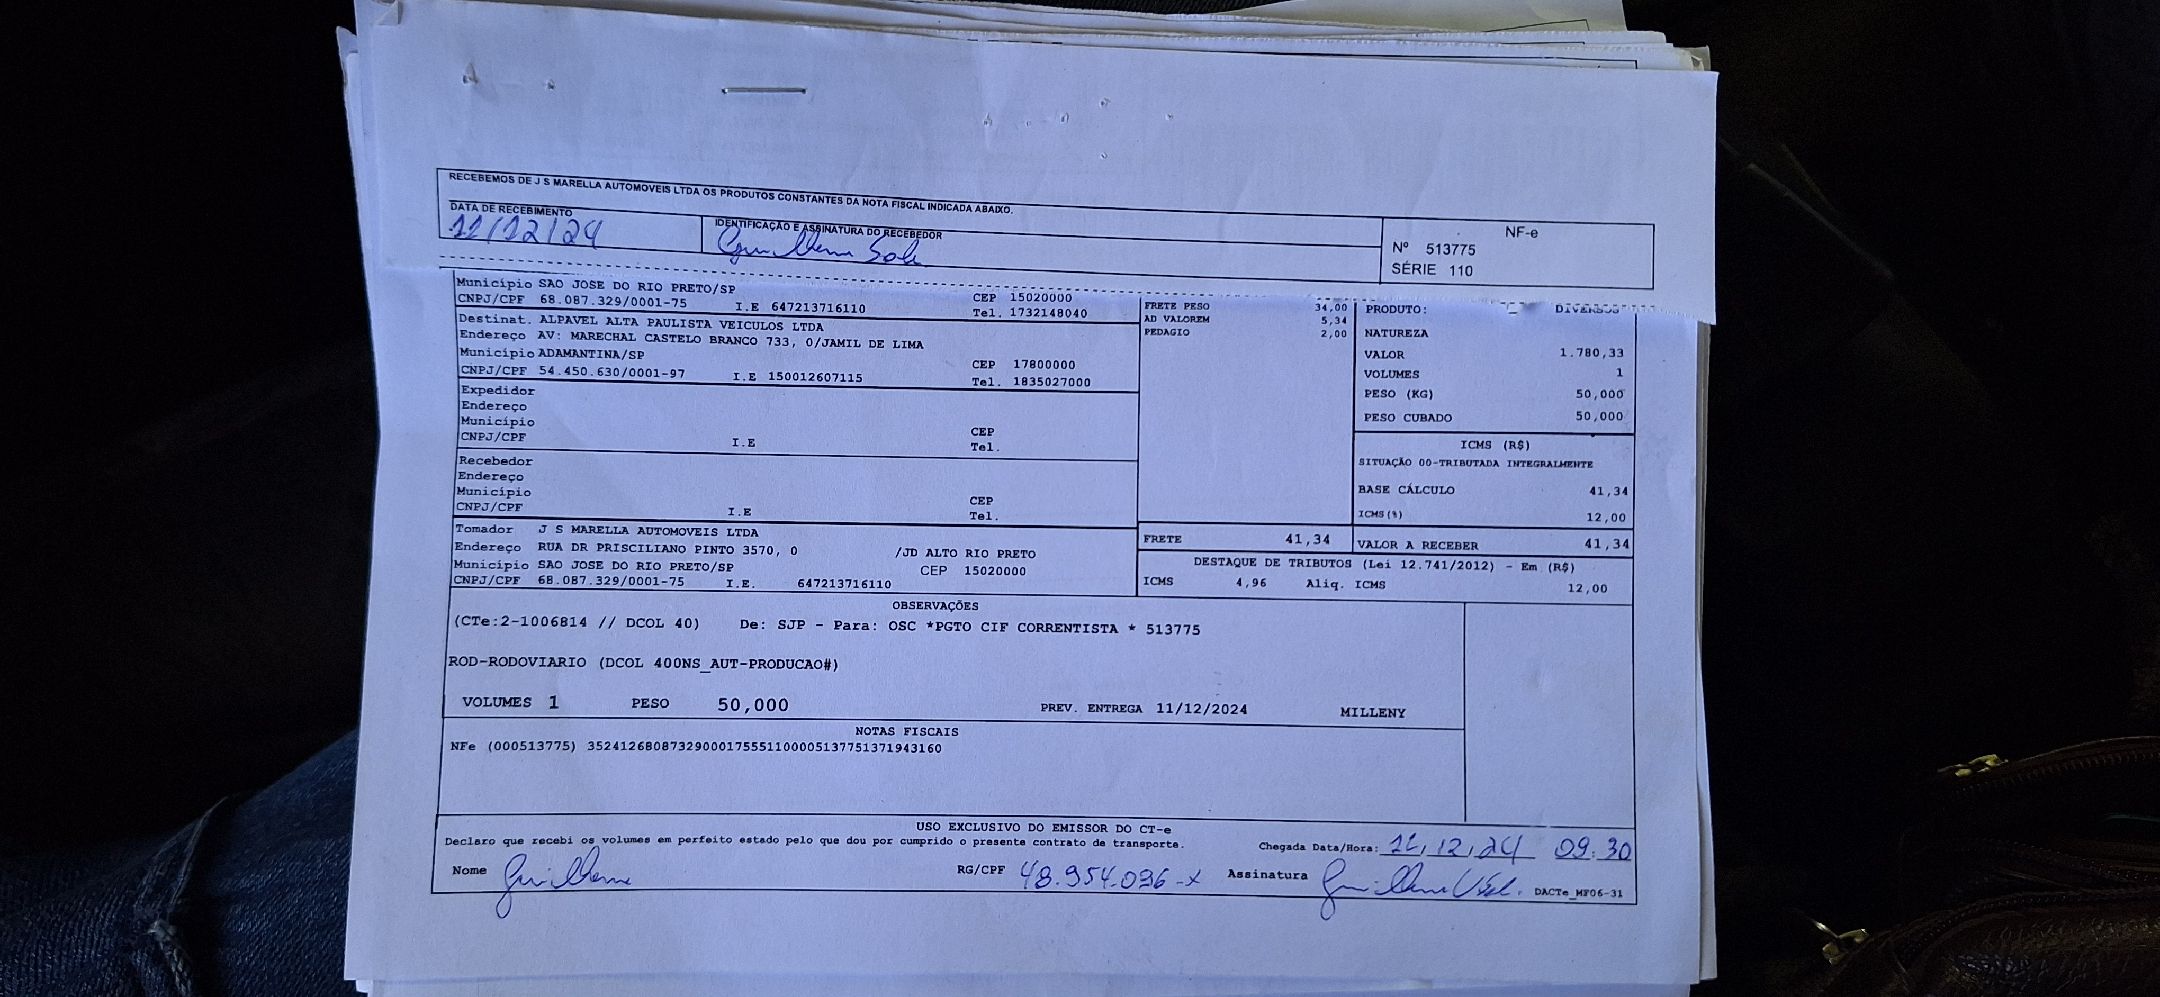 RECEBEMOS DE J S MARELLA AUTOMOVEIS LTDA OS PRODUTOS CONSTANTES DA NOTA FISCAL INDICADA ABAIXO.
DATA DE RECEBIMENTO
11/12/24
IDENTIFICAÇÃO E ASSINATURA DO RECEBEDOR
NF-e
Nº 513775
SÉRIE 110
Município SAO JOSE DO RIO PRETO/SP CEP 15020000
CNPJ/CPF 68.087.329/0001-75 I.E 647213716110 Tel. 1732148040
Destinat. ALPAVEL ALTA PAULISTA VEICULOS LTDA
Endereço AV: MARECHAL CASTELO BRANCO 733, 0/JAMIL DE LIMA
Município ADAMANTINA/SP CEP 17800000
CNPJ/CPF 54.450.630/0001-97 I.E 150012607115 Tel. 1835027000
Expedidor
Endereço
Município CEP
CNPJ/CPF I.E Tel.
Recebedor
Endereço
Município CEP
CNPJ/CPF I.E Tel.
Tomador J S MARELLA AUTOMOVEIS LTDA
Endereço RUA DR PRISCILIANO PINTO 3570, 0 /JD ALTO RIO PRETO
Município SAO JOSE DO RIO PRETO/SP CEP 15020000
CNPJ/CPF 68.087.329/0001-75 I.E. 647213716110
FRETE PESO 34,00
AD VALOREM 5,34
PEDAGIO 2,00
FRETE 41,34
PRODUTO: DIVERSOS
NATUREZA
VALOR 1.780,33
VOLUMES 1
PESO (KG) 50,000
PESO CUBADO 50,000
ICMS (R$)
SITUAÇÃO 00-TRIBUTADA INTEGRALMENTE
BASE CÁLCULO 41,34
ICMS(%) 12,00
VALOR A RECEBER 41,34
DESTAQUE DE TRIBUTOS (Lei 12.741/2012) - Em (R$)
ICMS 4,96 Aliq. ICMS 12,00
OBSERVAÇÕES
(CTe:2-1006814 // DCOL 40) De: SJP - Para: OSC *PGTO CIF CORRENTISTA * 513775
ROD-RODOVIARIO (DCOL 400NS_AUT-PRODUCAO#)
VOLUMES 1 PESO 50,000 PREV. ENTREGA 11/12/2024 MILLENY
NOTAS FISCAIS
NFe (000513775) 35241268087329000175551100005137751371943160
USO EXCLUSIVO DO EMISSOR DO CT-e
Declaro que recebi os volumes em perfeito estado pelo que dou por cumprido o presente contrato de transporte. Chegada Data/Hora: 11/12/24 09:30
Nome Guilherme RG/CPF 48.954.096-x Assinatura Guilherme DACTe_MF06-31